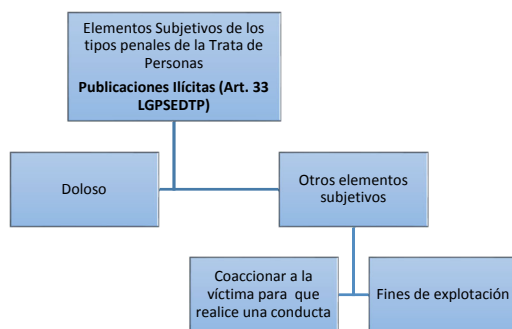 Elementos Subjetivos de los
tipos penales de la Trata de
Personas
Publicaciones Ilícitas (Art. 33
LGPSEDTP)
Doloso
Otros elementos
subjetivos
Coaccionar a la
víctima para que
realice una conducta
Fines de explotación